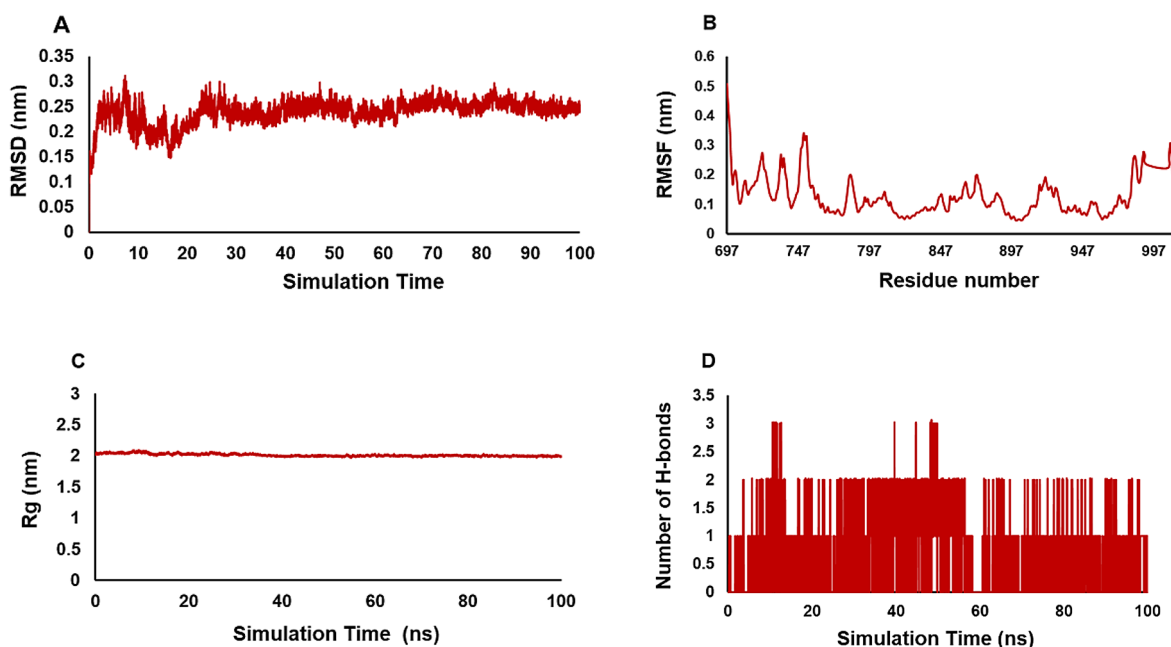 A
RMSD (nm)
0.35
0.3
0.25
0.2
0.15
0.1
0.05
0
0 10 20 30 40 50 60 70 80 90 100
Simulation Time
B
RMSF (nm)
0.6
0.5
0.4
0.3
0.2
0.1
0
697 747 797 847 897 947 997
Residue number
C
Rg (nm)
3
2.5
2
1.5
1
0.5
0
0 20 40 60 80 100
Simulation Time (ns)
D
Number of H-bonds
3.5
3
2.5
2
1.5
1
0.5
0
0 20 40 60 80 100
Simulation Time (ns)